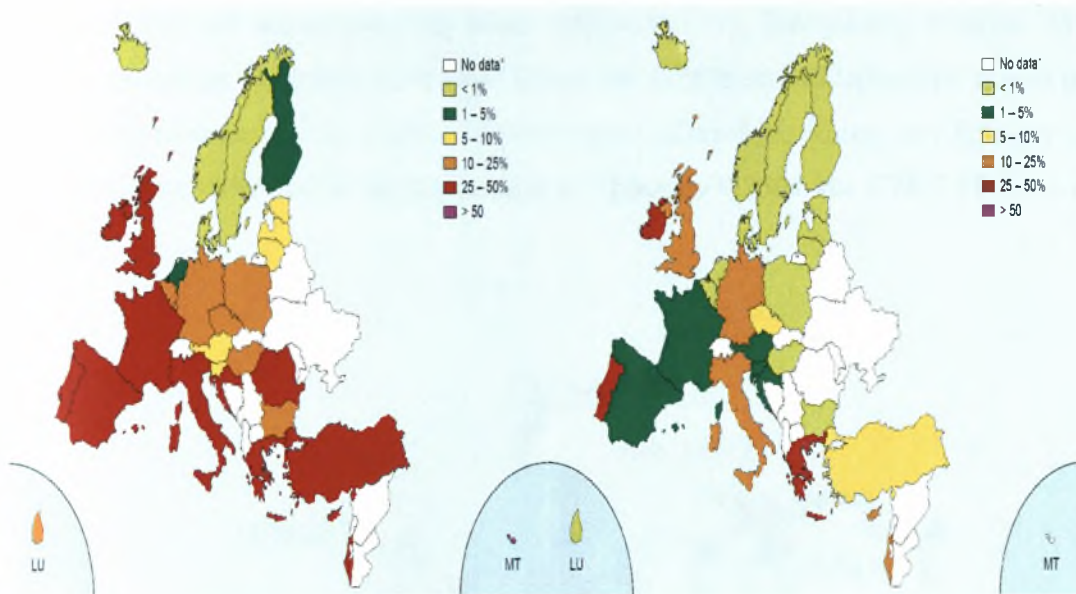 No data*
< 1%
1 – 5%
5 – 10%
10 – 25%
25 – 50%
> 50
LU
MT
No data*
< 1%
1 – 5%
5 – 10%
10 – 25%
25 – 50%
> 50
LU
MT